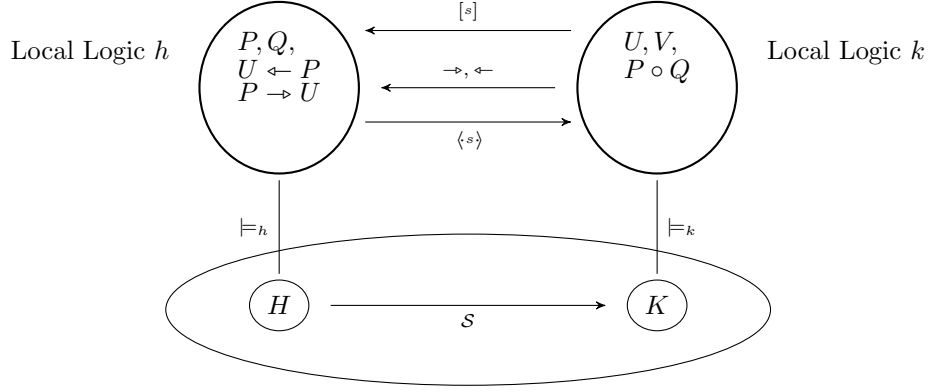 [s]
Local Logic h
P, Q,
U ⇽ P
P ⇾ U
⇾, ⇽
⟨·s·⟩
U, V,
P ∘ Q
Local Logic k
⊨h
⊨k
H
S
K